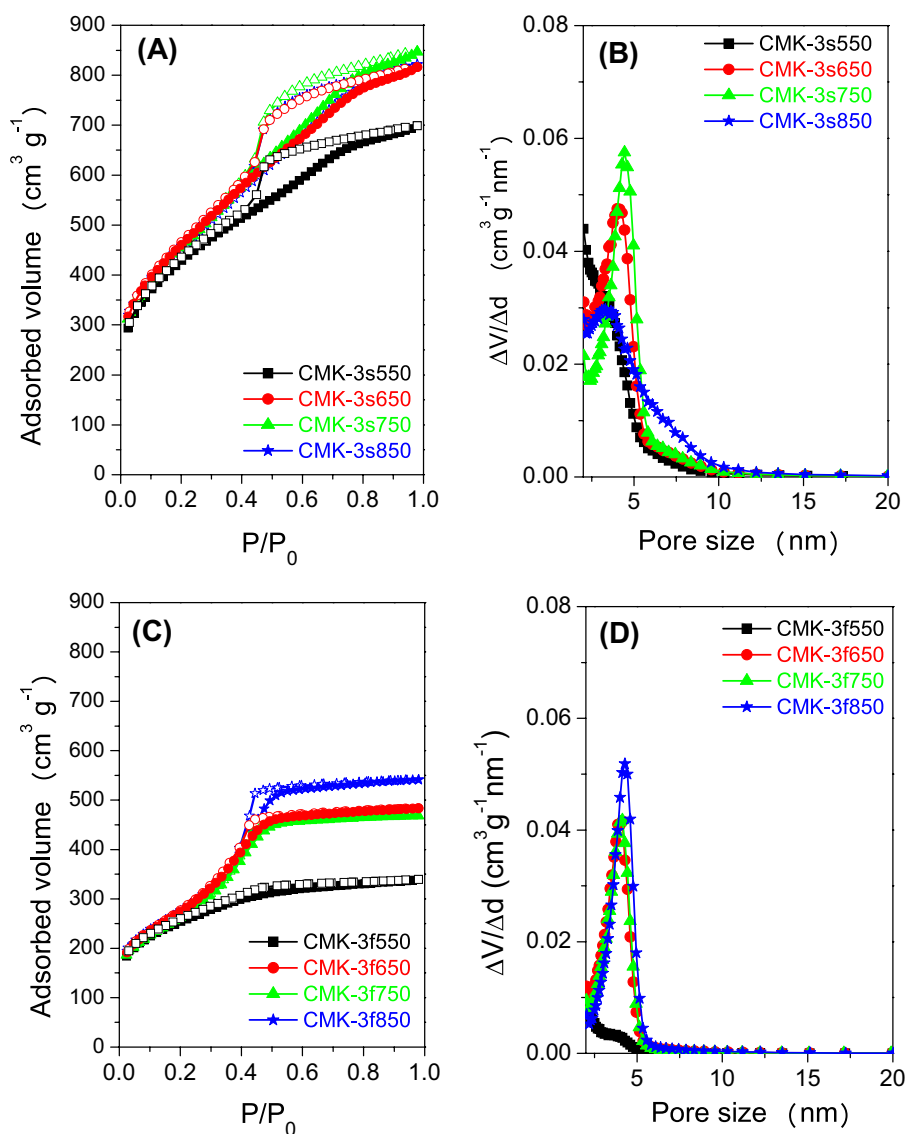 (A)
Adsorbed volume (cm³ g⁻¹)
900
800
700
600
500
400
300
200
100
0
CMK-3s550
CMK-3s650
CMK-3s750
CMK-3s850
0.0 0.2 0.4 0.6 0.8 1.0
P/P₀
(B)
ΔV/Δd (cm³g⁻¹nm⁻¹)
0.08
0.06
0.04
0.02
0.00
CMK-3s550
CMK-3s650
CMK-3s750
CMK-3s850
5 10 15 20
Pore size (nm)
(C)
Adsorbed volume (cm³ g⁻¹)
900
800
700
600
500
400
300
200
100
0
CMK-3f550
CMK-3f650
CMK-3f750
CMK-3f850
0.0 0.2 0.4 0.6 0.8 1.0
P/P₀
(D)
ΔV/Δd (cm³g⁻¹nm⁻¹)
0.08
0.06
0.04
0.02
0.00
CMK-3f550
CMK-3f650
CMK-3f750
CMK-3f850
5 10 15 20
Pore size (nm)